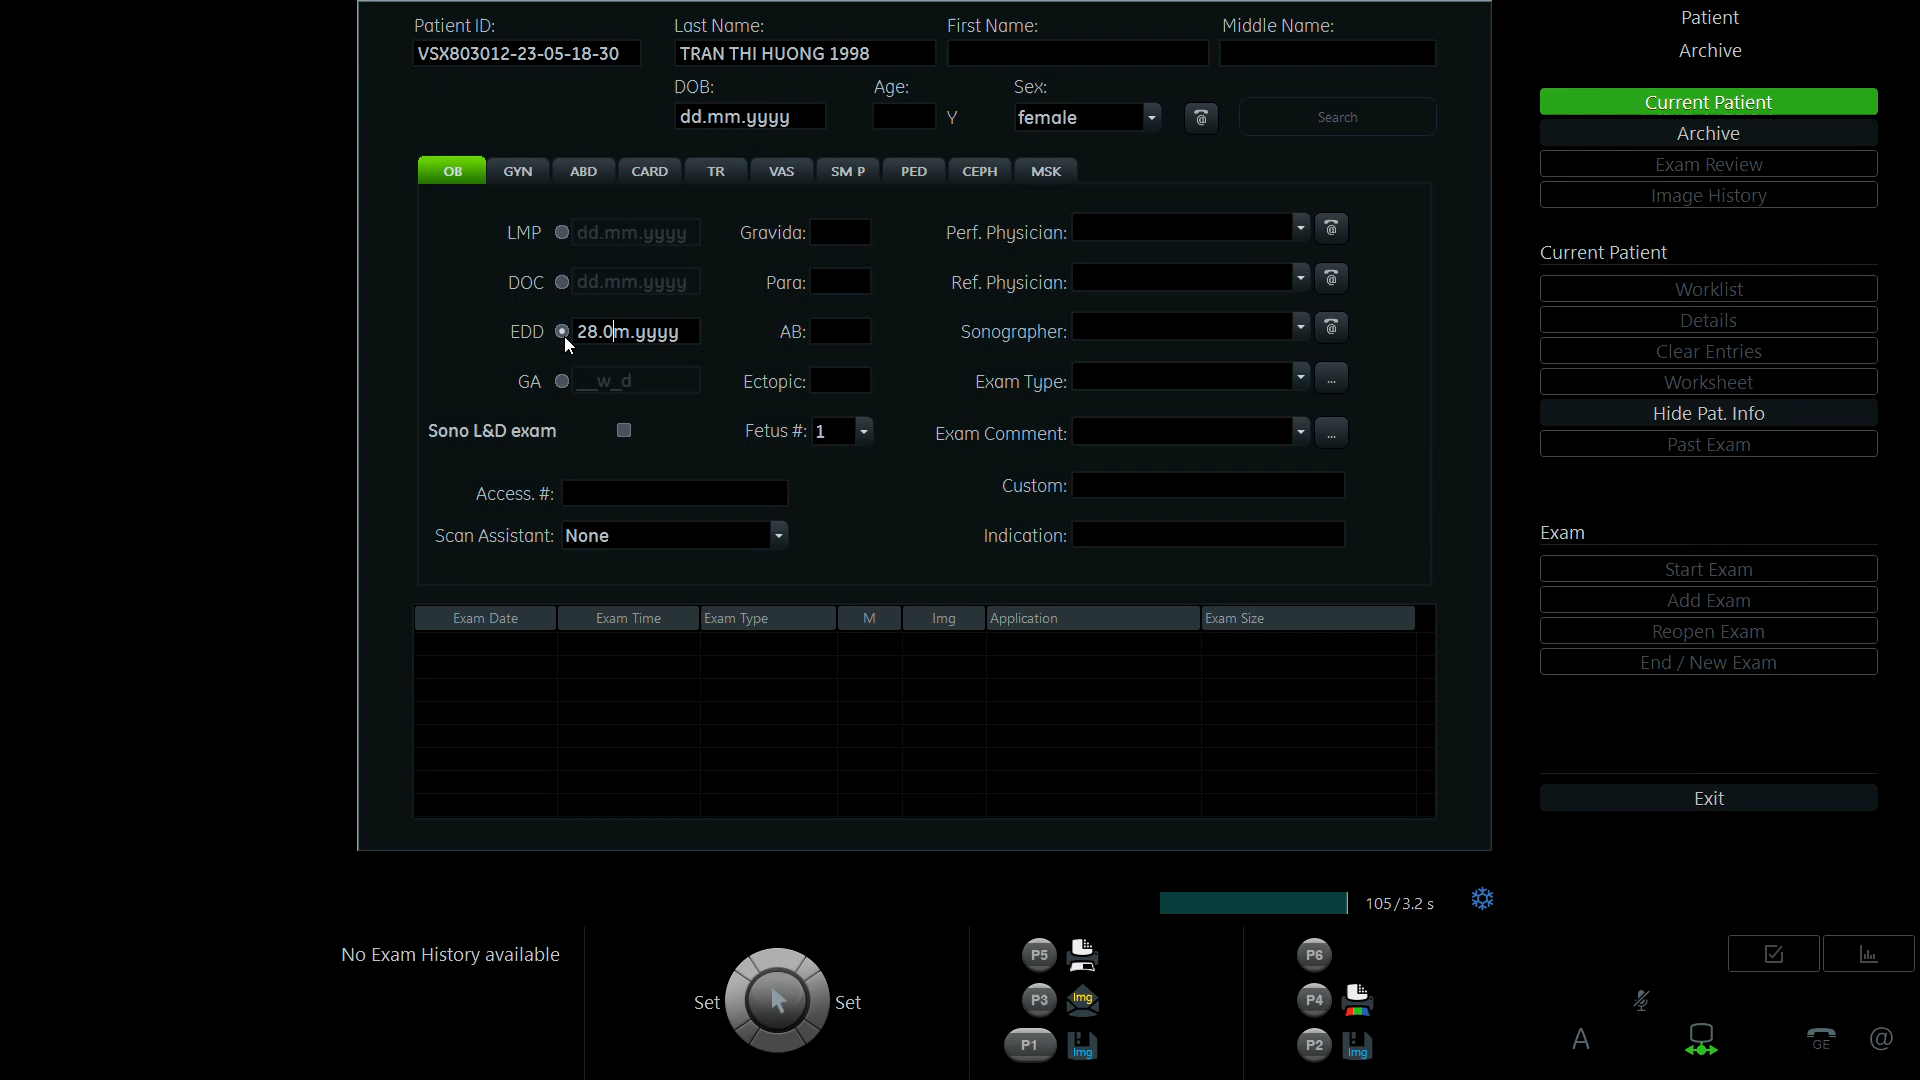 Patient ID: Last Name: First Name: Middle Name:
VSX803012-23-05-18-30 TRAN THI HUONG 1998
DOB: Age: Sex:
dd.mm.yyyy Y female @ Search
OB GYN ABD CARD TR VAS SM P PED CEPH MSK
LMP dd.mm.yyyy Gravida: Perf. Physician: @
DOC dd.mm.yyyy Para: Ref. Physician: @
EDD 28.0m.yyyy AB: Sonographer: @
GA __w_d Ectopic: Exam Type: ...
Sono L&D exam Fetus #: 1 Exam Comment: ...
Access. #: Custom:
Scan Assistant: None Indication:
Exam Date Exam Time Exam Type M Img Application Exam Size
105/3.2 s
No Exam History available
Set Set
P5
P3 Img
P1 Img
P6
P4
P2 Img
Patient
Archive
Current Patient
Archive
Exam Review
Image History
Current Patient
Worklist
Details
Clear Entries
Worksheet
Hide Pat. Info
Past Exam
Exam
Start Exam
Add Exam
Reopen Exam
End / New Exam
Exit
A GE @